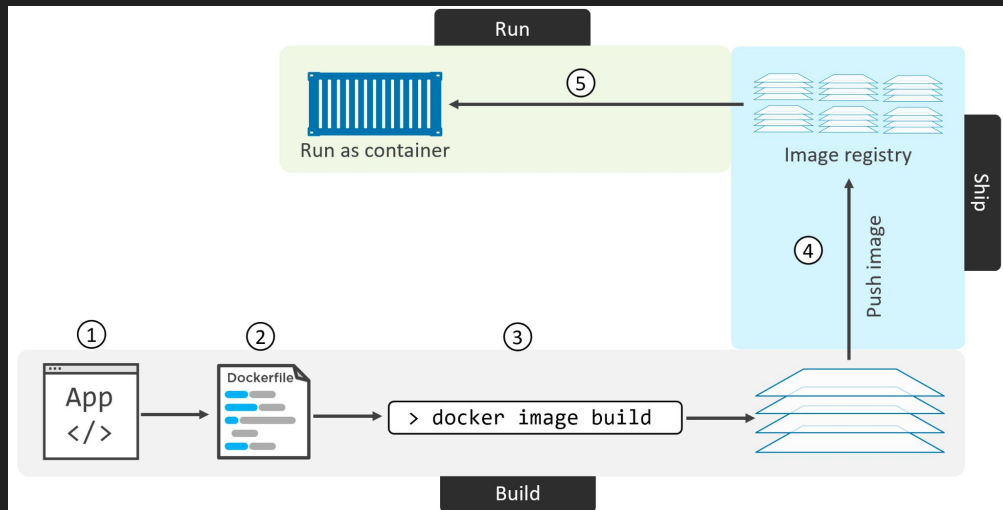 Run
5
Run as container
Image registry
Ship
4
Push image
1
2
3
App
</>
Dockerfile
> docker image build
Build